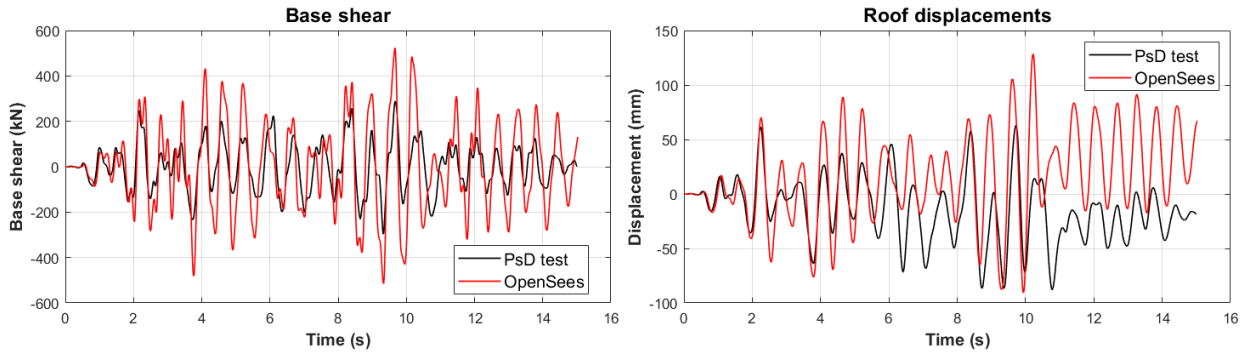 Base shear
Base shear (kN)
600
400
200
0
-200
-400
-600
0 2 4 6 8 10 12 14 16
Time (s)
PsD test
OpenSees
Roof displacements
Displacement (mm)
150
100
50
0
-50
-100
0 2 4 6 8 10 12 14 16
Time (s)
PsD test
OpenSees